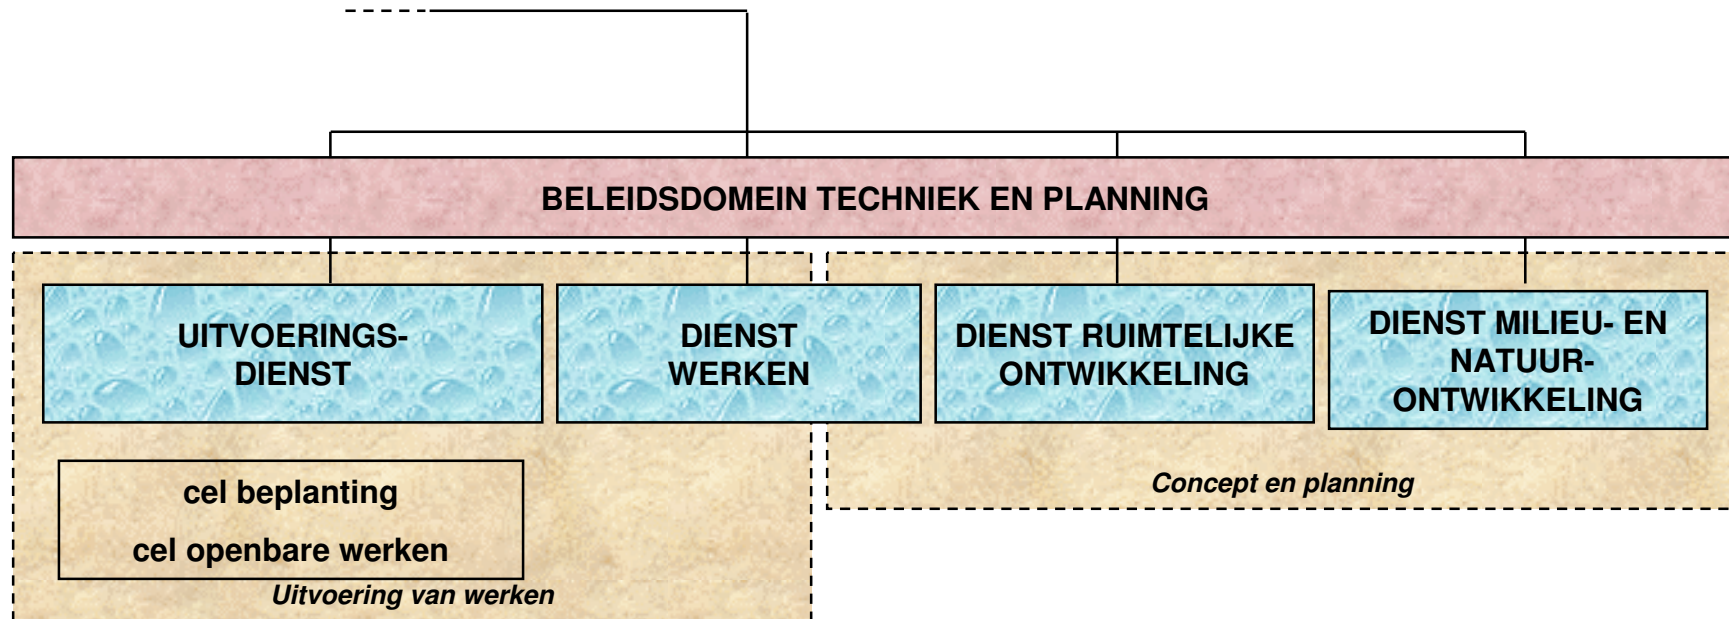 BELEIDSDOMEIN TECHNIEK EN PLANNING
UITVOERINGS-
DIENST
DIENST
WERKEN
DIENST RUIMTELIJKE
ONTWIKKELING
DIENST MILIEU- EN
NATUUR-
ONTWIKKELING
cel beplanting
cel openbare werken
Uitvoering van werken
Concept en planning